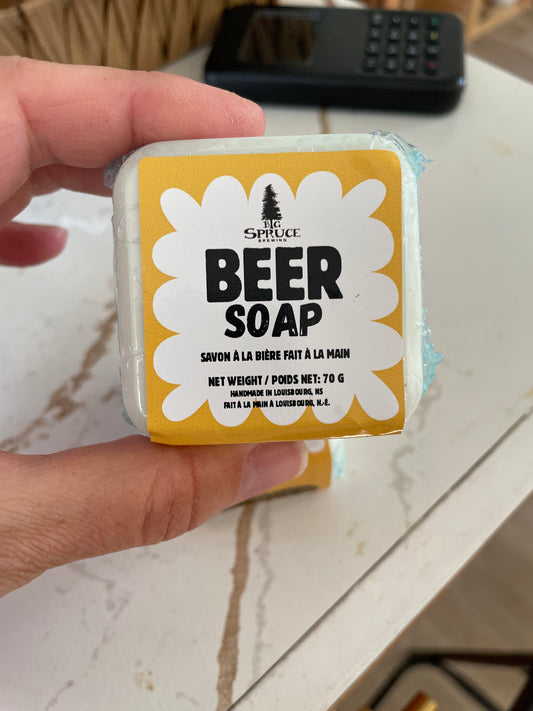 BIG
SPRUCE
BREWING
BEER
SOAP
SAVON À LA BIÈRE FAIT À LA MAIN
NET WEIGHT / POIDS NET: 70 G
HANDMADE IN LOUISBOURG, NS
FAIT À LA MAIN À LOUISBOURG, N.-É.